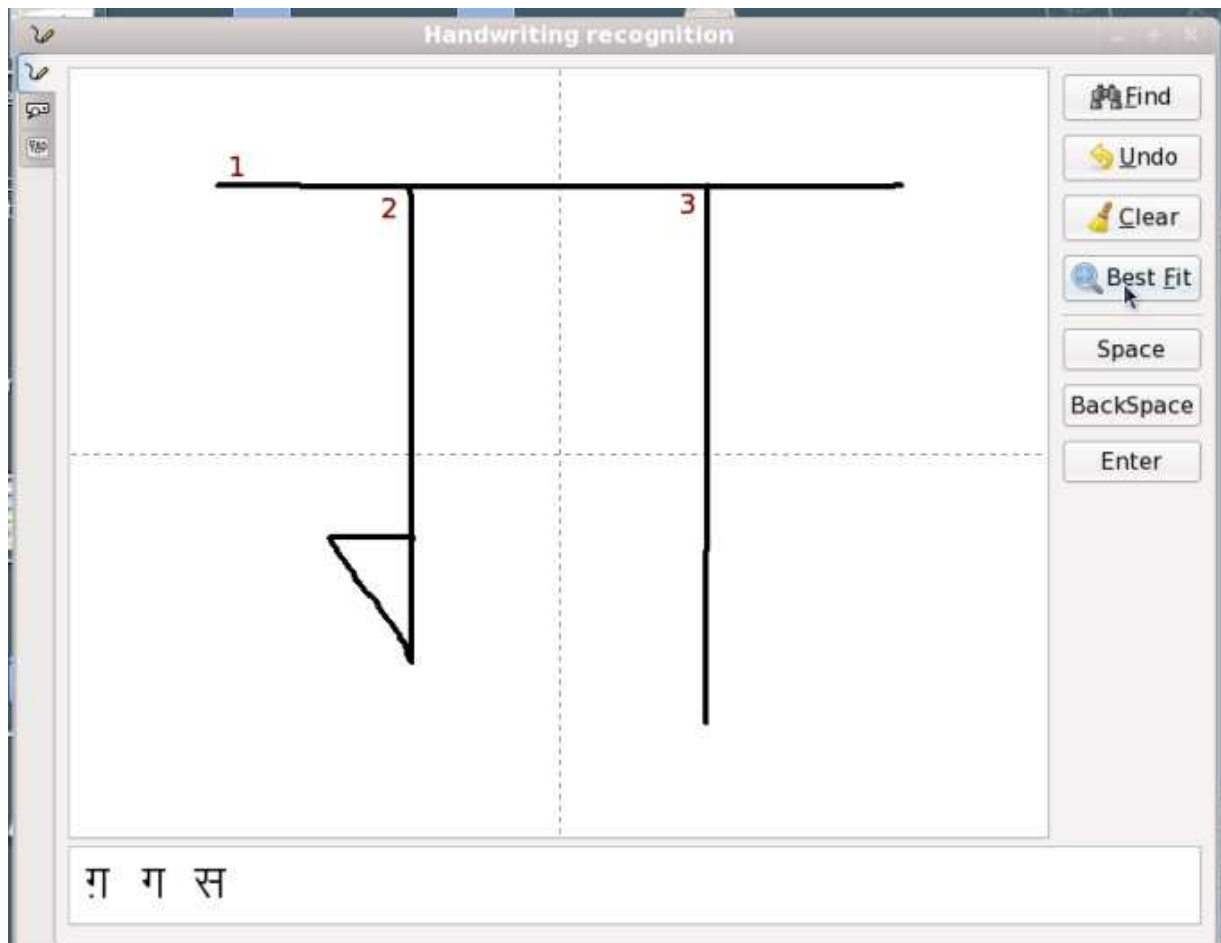 Handwriting recognition
Find
1
Undo
2
3
Clear
Best Fit
Space
BackSpace
Enter
ग
ग़ ग स